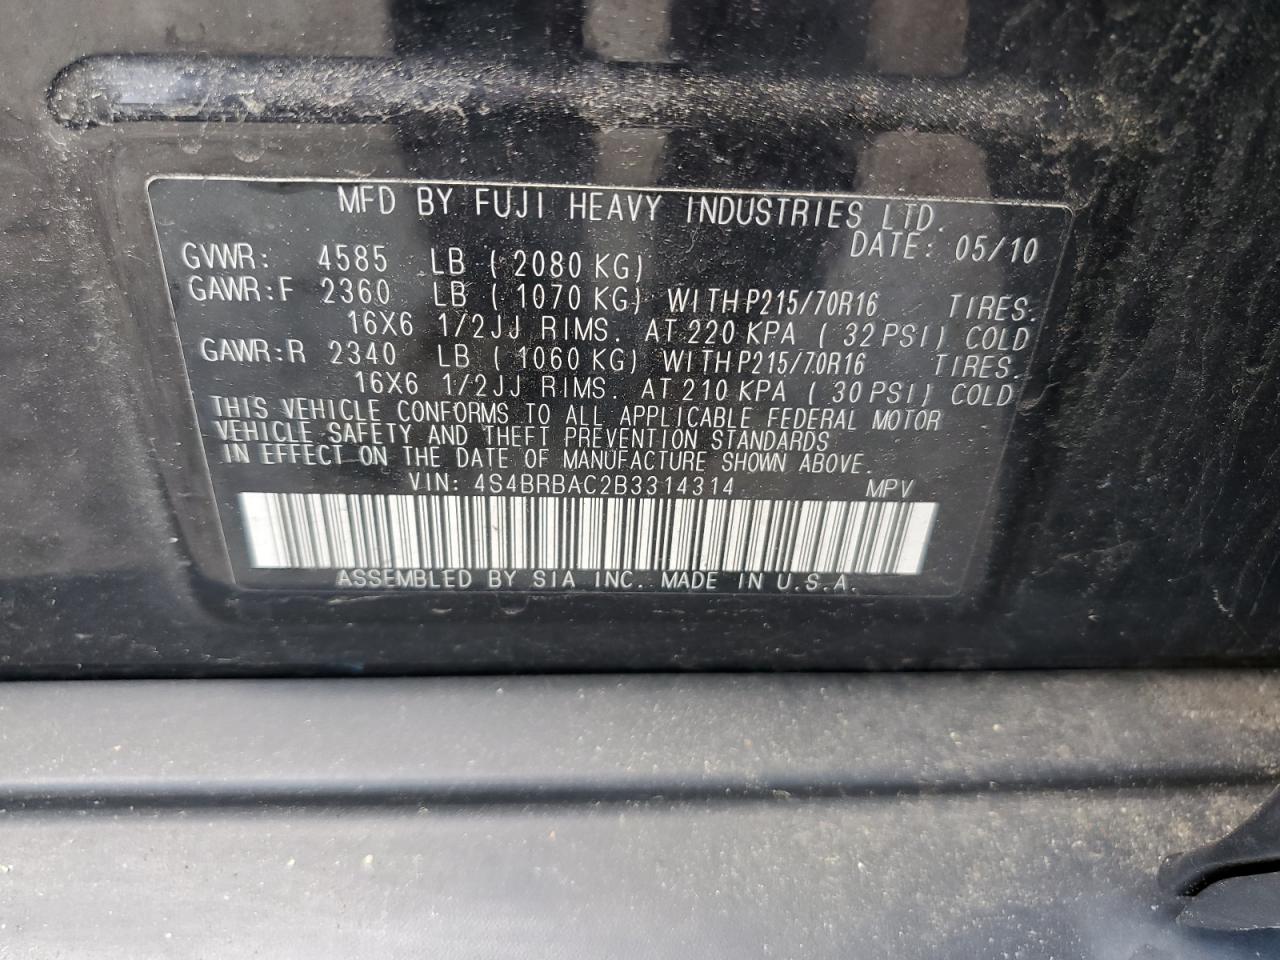 MFD BY FUJI HEAVY INDUSTRIES LTD.
DATE: 05/10
GVWR: 4585 LB (2080 KG)
GAWR:F 2360 LB (1070 KG) WITH P215/70R16 TIRES.
16X6 1/2JJ RIMS. AT 220 KPA (32 PSI) COLD
GAWR:R 2340 LB (1060 KG) WITH P215/70R16 TIRES.
16X6 1/2JJ RIMS. AT 210 KPA (30 PSI) COLD
THIS VEHICLE CONFORMS TO ALL APPLICABLE FEDERAL MOTOR
VEHICLE SAFETY AND THEFT PREVENTION STANDARDS
IN EFFECT ON THE DATE OF MANUFACTURE SHOWN ABOVE.
VIN: 4S4BRBAC2B3314314 MPV
ASSEMBLED BY SIA INC. MADE IN U.S.A.